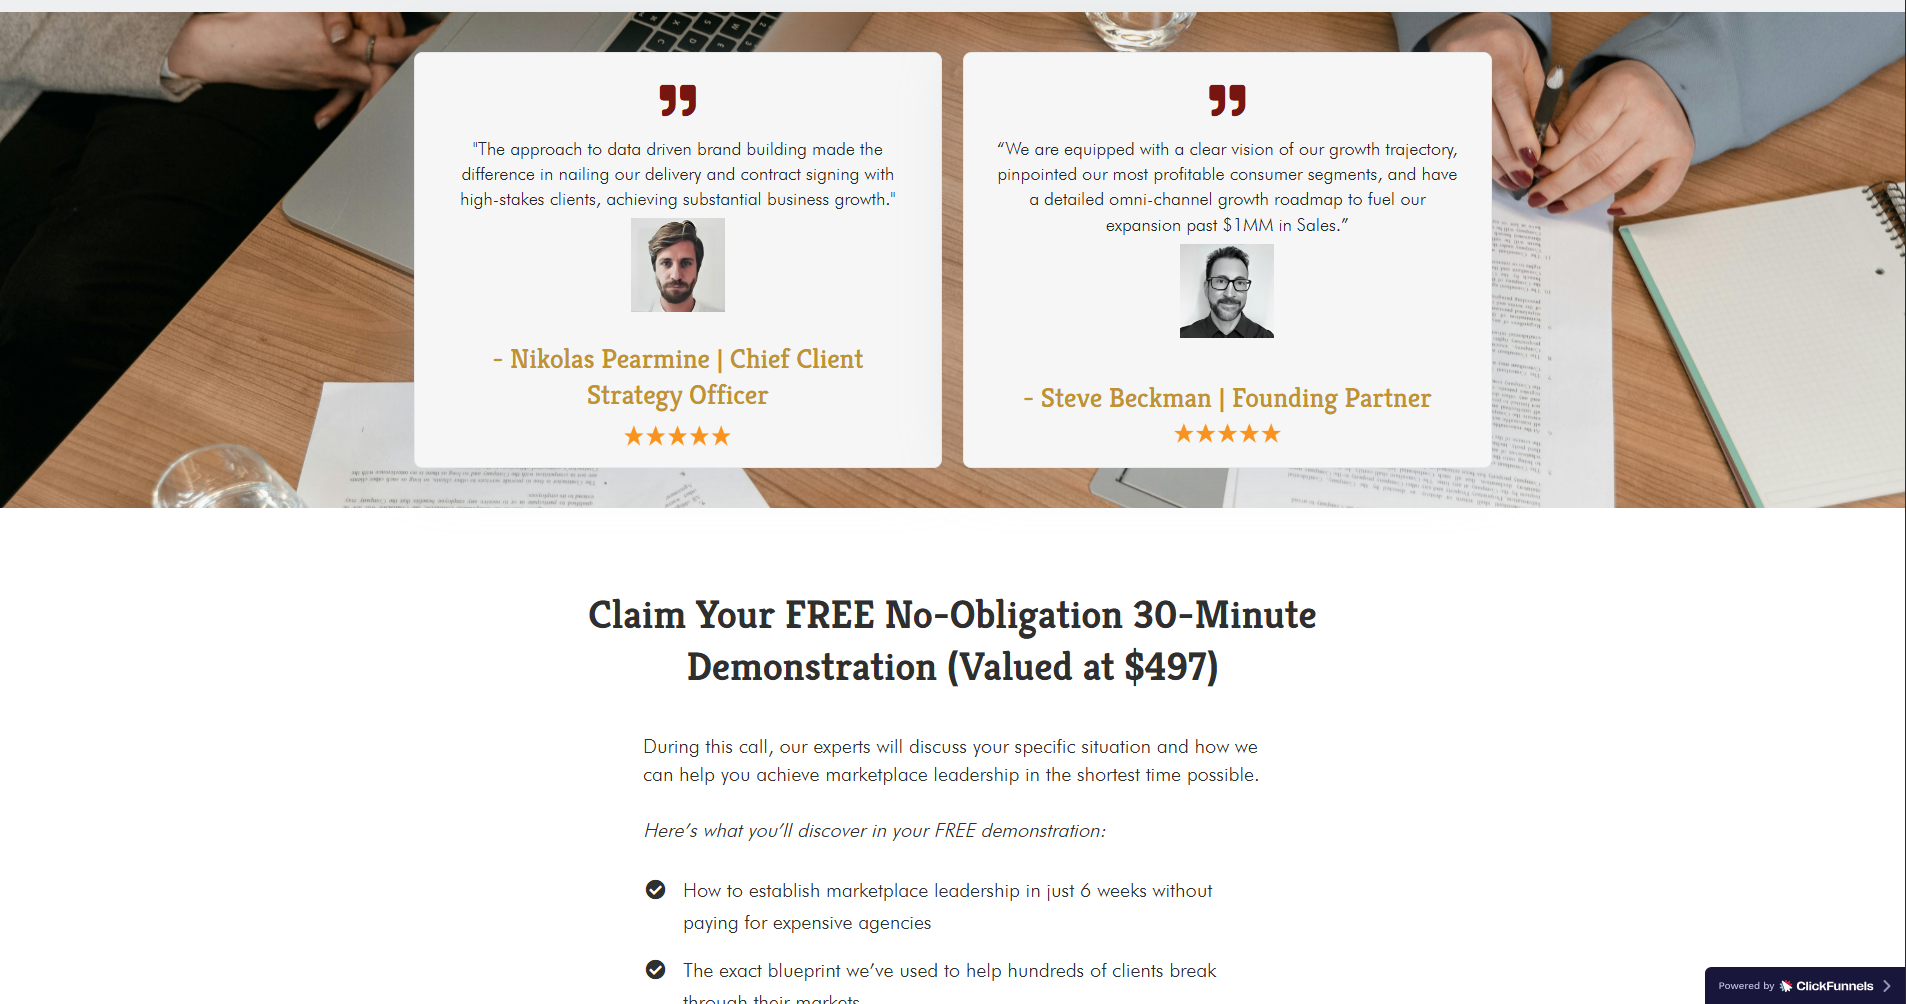 "The approach to data driven brand building made the
difference in nailing our delivery and contract signing with
high-stakes clients, achieving substantial business growth."
- Nikolas Pearmine | Chief Client
Strategy Officer
“We are equipped with a clear vision of our growth trajectory,
pinpointed our most profitable consumer segments, and have
a detailed omni-channel growth roadmap to fuel our
expansion past $1MM in Sales.”
- Steve Beckman | Founding Partner
Claim Your FREE No-Obligation 30-Minute
Demonstration (Valued at $497)
During this call, our experts will discuss your specific situation and how we
can help you achieve marketplace leadership in the shortest time possible.
Here’s what you’ll discover in your FREE demonstration:
How to establish marketplace leadership in just 6 weeks without
paying for expensive agencies
The exact blueprint we’ve used to help hundreds of clients break
through their markets
Powered by ClickFunnels